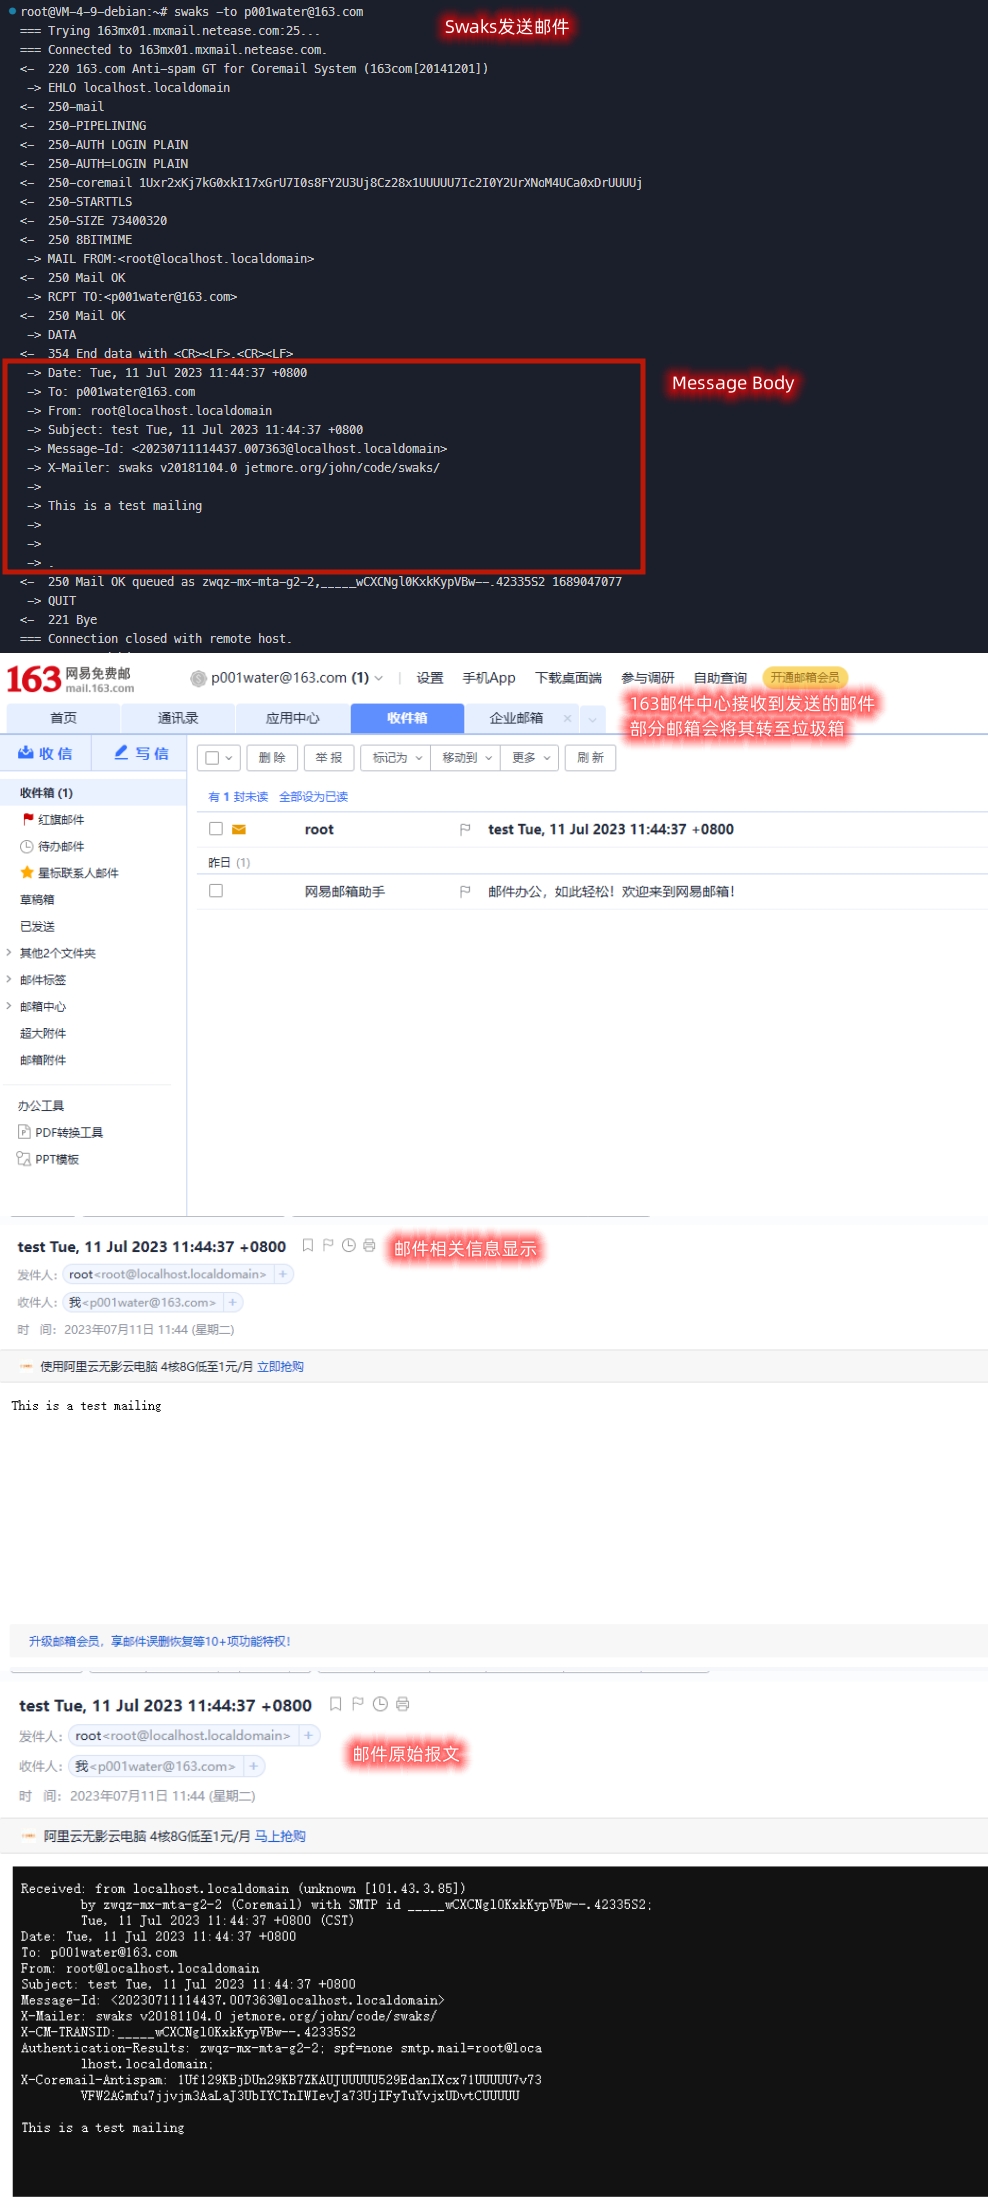 root@VM-4-9-debian:~# swaks -to p001water@163.com
Swaks发送邮件
=== Trying 163mx01.mxmail.netease.com:25...
=== Connected to 163mx01.mxmail.netease.com.
<-  220 163.com Anti-spam GT for Coremail System (163com[20141201])
 -> EHLO localhost.localdomain
<-  250-mail
<-  250-PIPELINING
<-  250-AUTH LOGIN PLAIN
<-  250-AUTH=LOGIN PLAIN
<-  250-coremail 1Uxr2xKj7kG0xkI17xGrU7I0s8FY2U3Uj8Cz28x1UUUUU7Ic2I0Y2UrXNoM4UCa0xDrUUUUj
<-  250-STARTTLS
<-  250-SIZE 73400320
<-  250 8BITMIME
 -> MAIL FROM:<root@localhost.localdomain>
<-  250 Mail OK
 -> RCPT TO:<p001water@163.com>
<-  250 Mail OK
 -> DATA
<-  354 End data with <CR><LF>.<CR><LF>
 -> Date: Tue, 11 Jul 2023 11:44:37 +0800
Message Body
 -> To: p001water@163.com
 -> From: root@localhost.localdomain
 -> Subject: test Tue, 11 Jul 2023 11:44:37 +0800
 -> Message-Id: <20230711114437.007363@localhost.localdomain>
 -> X-Mailer: swaks v20181104.0 jetmore.org/john/code/swaks/
 ->
 -> This is a test mailing
 ->
 ->
 -> .
<-  250 Mail OK queued as zwqz-mx-mta-g2-2,_____wCXCNgl0KxkKypVBw--.42335S2 1689047077
 -> QUIT
<-  221 Bye
=== Connection closed with remote host.
163 网易免费邮 mail.163.com
p001water@163.com (1) | 设置 手机App 下载桌面端 参与调研 自助查询 开通邮箱会员
163邮件中心接收到发送的邮件
部分邮箱会将其转至垃圾箱
首页 通讯录 应用中心 收件箱 企业邮箱 ×
收信 写信
删除 举报 标记为 移动到 更多 刷新
收件箱 (1)
有 1 封未读 全部设为已读
红旗邮件
root test Tue, 11 Jul 2023 11:44:37 +0800
待办邮件
昨日 (1)
星标联系人邮件
网易邮箱助手 邮件办公，如此轻松！欢迎来到网易邮箱！
草稿箱
已发送
其他2个文件夹
邮件标签
邮箱中心
超大附件
邮箱附件
办公工具
PDF转换工具
PPT模板
test Tue, 11 Jul 2023 11:44:37 +0800
邮件相关信息显示
发件人： root<root@localhost.localdomain> +
收件人： 我<p001water@163.com> +
时 间： 2023年07月11日 11:44 (星期二)
使用阿里云无影云电脑 4核8G低至1元/月 立即抢购
This is a test mailing
升级邮箱会员，享邮件误删恢复等10+项功能特权！
test Tue, 11 Jul 2023 11:44:37 +0800
发件人： root<root@localhost.localdomain> +
邮件原始报文
收件人： 我<p001water@163.com> +
时 间： 2023年07月11日 11:44 (星期二)
阿里云无影云电脑 4核8G低至1元/月 马上抢购
Received: from localhost.localdomain (unknown [101.43.3.85])
by zwqz-mx-mta-g2-2 (Coremail) with SMTP id _____wCXCNgl0KxkKypVBw--.42335S2;
Tue, 11 Jul 2023 11:44:37 +0800 (CST)
Date: Tue, 11 Jul 2023 11:44:37 +0800
To: p001water@163.com
From: root@localhost.localdomain
Subject: test Tue, 11 Jul 2023 11:44:37 +0800
Message-Id: <20230711114437.007363@localhost.localdomain>
X-Mailer: swaks v20181104.0 jetmore.org/john/code/swaks/
X-CM-TRANSID:_____wCXCNgl0KxkKypVBw--.42335S2
Authentication-Results: zwqz-mx-mta-g2-2; spf=none smtp.mail=root@loca
lhost.localdomain;
X-Coremail-Antispam: 1Uf129KBjDUn29KB7ZKAUJUUUUU529EdanIXcx71UUUUU7v73
VFW2AGmfu7jjvjm3AaLaJ3UbIYCTnIWIevJa73UjIFyTuYvjxUDvtCUUUUU
This is a test mailing